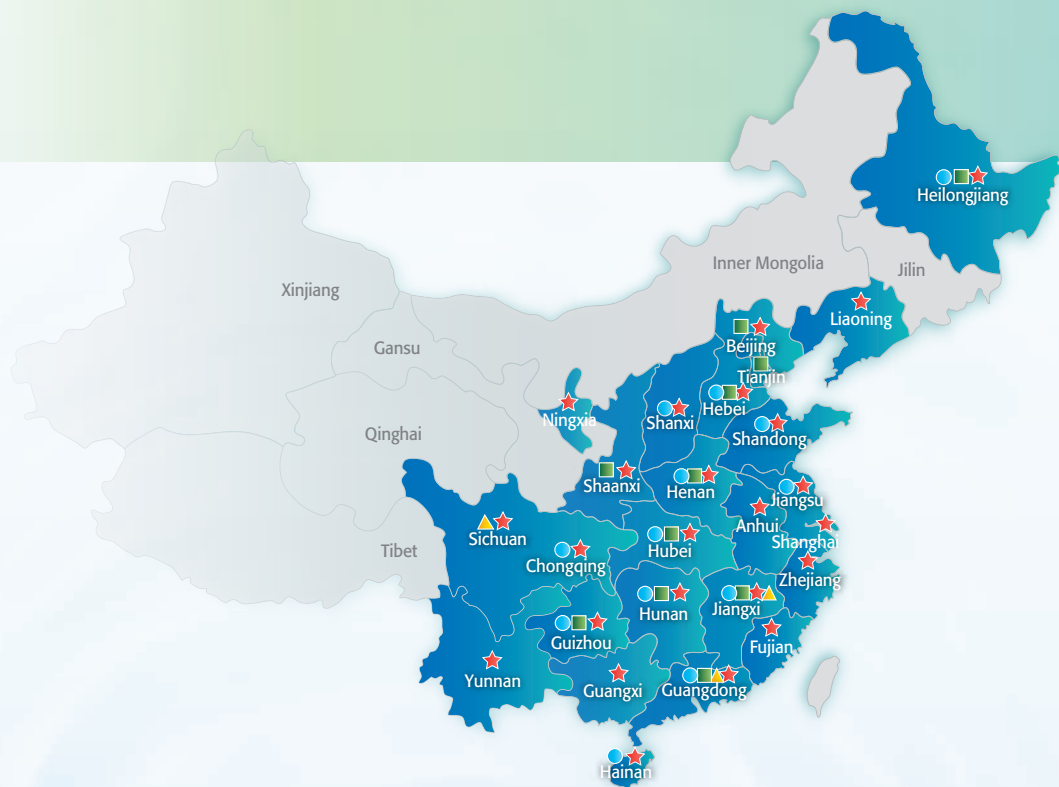 Heilongjiang
Inner Mongolia
Jilin
Xinjiang
Liaoning
Beijing
Gansu
Tianjin
Ningxia
Shanxi
Hebei
Qinghai
Shandong
Shaanxi
Henan
Jiangsu
Anhui
Sichuan
Shanghai
Tibet
Hubei
Chongqing
Zhejiang
Hunan
Jiangxi
Guizhou
Fujian
Yunnan
Guangxi
Guangdong
Hainan